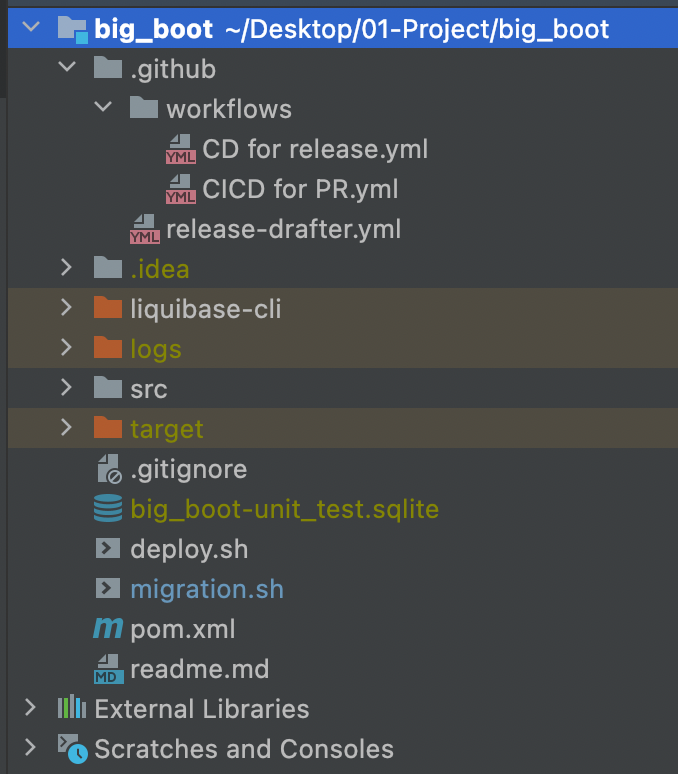 big_boot ~/Desktop/01-Project/big_boot
.github
workflows
YML CD for release.yml
YML CICD for PR.yml
YML release-drafter.yml
.idea
liquibase-cli
logs
src
target
.gitignore
big_boot-unit_test.sqlite
deploy.sh
migration.sh
m pom.xml
MD readme.md
External Libraries
Scratches and Consoles